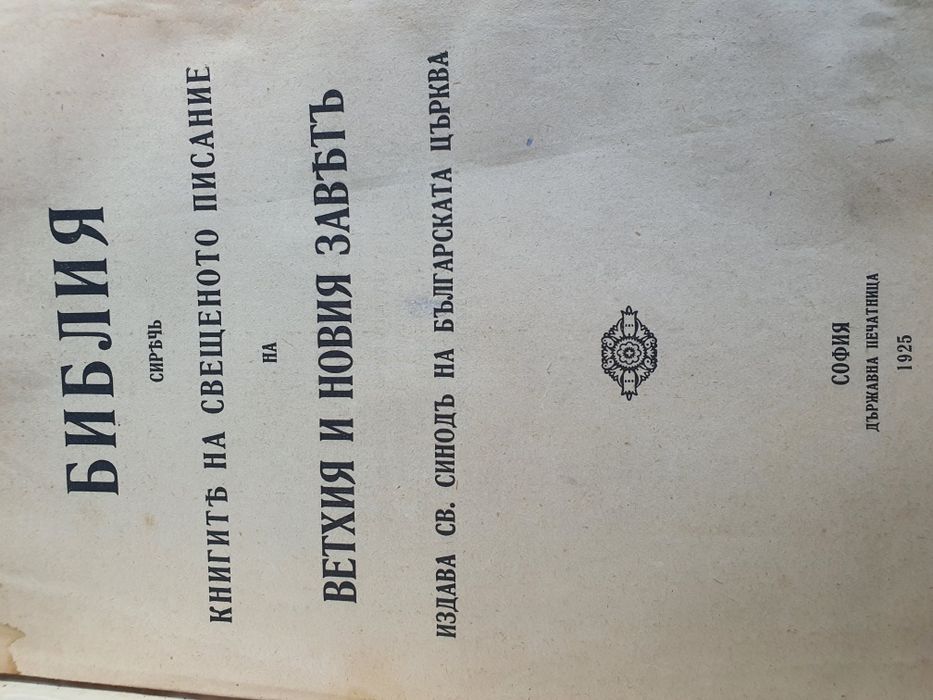 БИБЛИЯ
СИРѢЧЬ
КНИГИТѢ НА СВЕЩЕНОТО ПИСАНИЕ
НА
ВЕТХИЯ И НОВИЯ ЗАВѢТЪ
ИЗДАВА СВ. СИНОДЪ НА БЪЛГАРСКАТА ЦЪРКВА
СОФИЯ
ДЪРЖАВНА ПЕЧАТНИЦА
1925